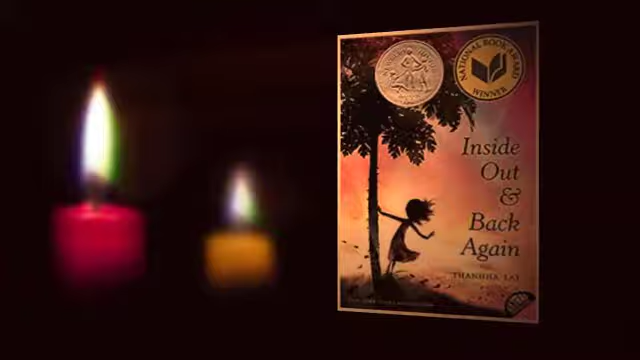 NATIONAL BOOK AWARD
WINNER
Inside
Out
&
Back
Again
THANHHA LAI